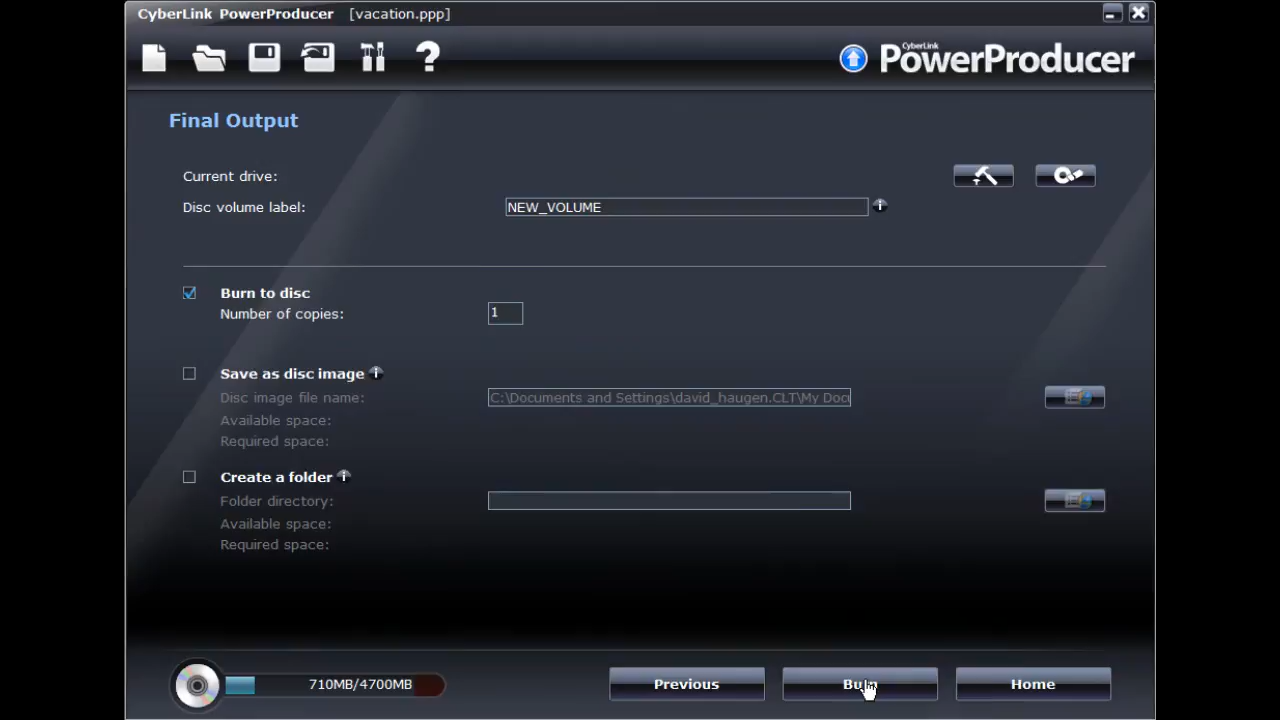 CyberLink PowerProducer [vacation.ppp]
CyberLink
PowerProducer
Final Output
Current drive:
Disc volume label: NEW_VOLUME
Burn to disc
Number of copies: 1
Save as disc image
Disc image file name: C:\Documents and Settings\david_haugen.CLT\My Docu
Available space:
Required space:
Create a folder
Folder directory:
Available space:
Required space:
710MB/4700MB Previous Burn Home